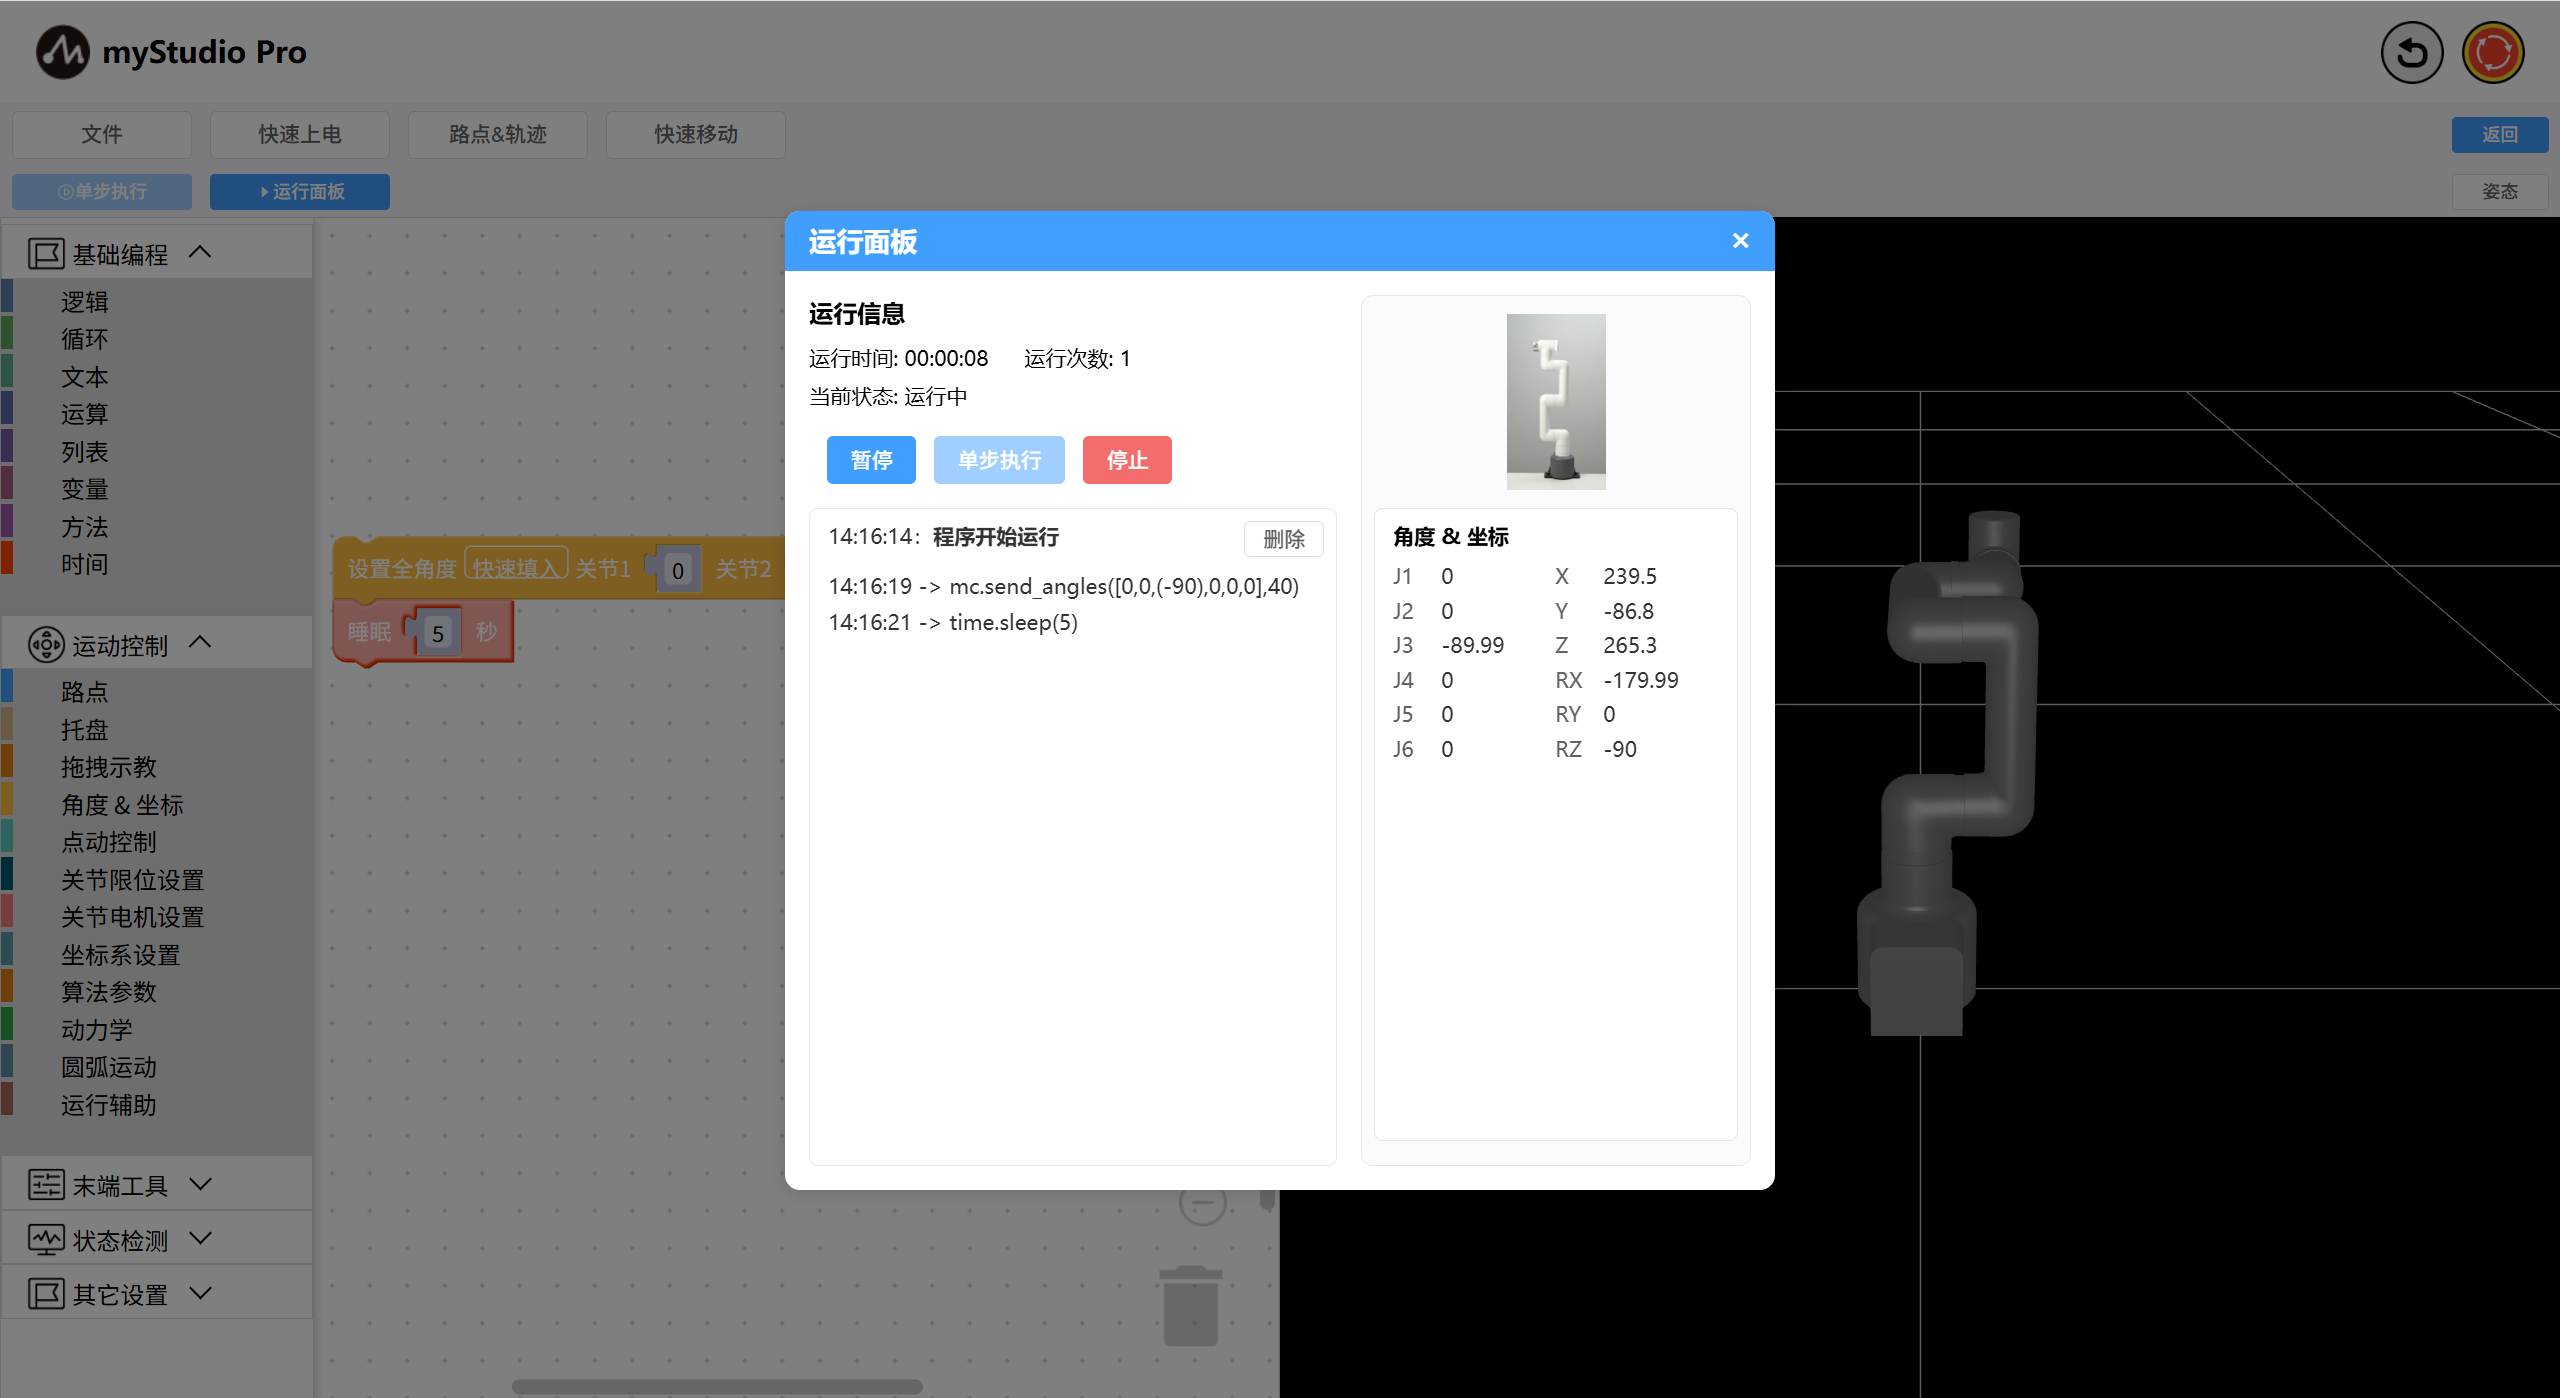 myStudio Pro
文件
快速上电
路点&轨迹
快速移动
返回
单步执行
运行面板
姿态
基础编程
逻辑
循环
文本
运算
列表
变量
方法
时间
运动控制
路点
托盘
拖拽示教
角度 & 坐标
点动控制
关节限位设置
关节电机设置
坐标系设置
算法参数
动力学
圆弧运动
运行辅助
末端工具
状态检测
其它设置
设置全角度 快速填入 关节1 0 关节2
睡眠 5 秒
运行面板
运行信息
运行时间: 00:00:08 运行次数: 1
当前状态: 运行中
暂停 单步执行 停止
14:16:14: 程序开始运行 删除
14:16:19 -> mc.send_angles([0,0,(-90),0,0,0],40)
14:16:21 -> time.sleep(5)
角度 & 坐标
J1 0 X 239.5
J2 0 Y -86.8
J3 -89.99 Z 265.3
J4 0 RX -179.99
J5 0 RY 0
J6 0 RZ -90